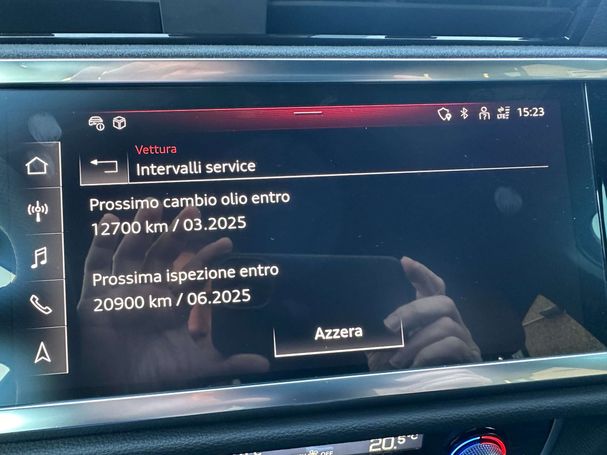 15:23
Vettura
Intervalli service
Prossimo cambio olio entro
12700 km / 03.2025
Prossima ispezione entro
20900 km / 06.2025
Azzera
OFF
20.5°C